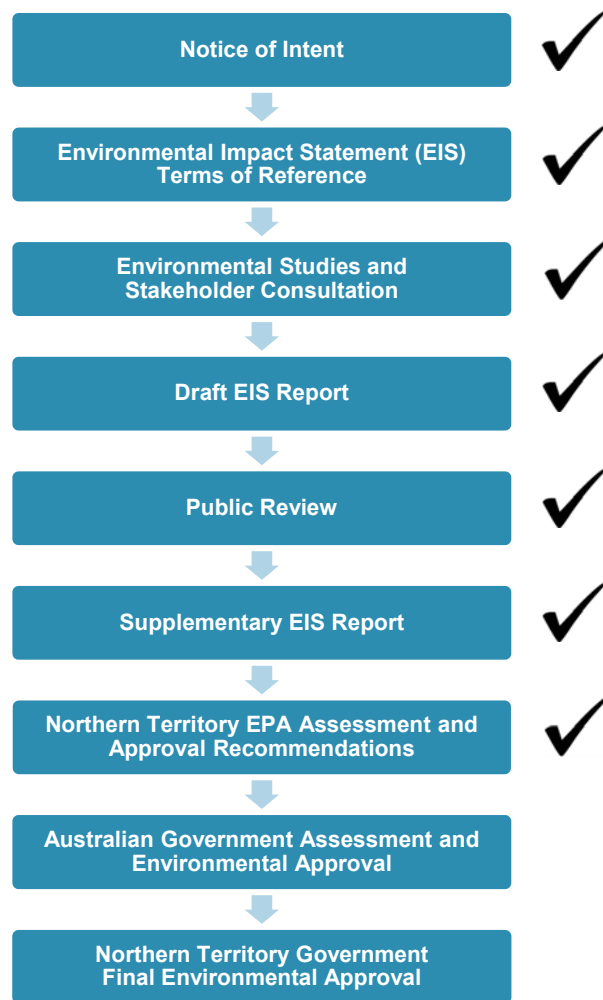 Notice of Intent
Environmental Impact Statement (EIS)
Terms of Reference
Environmental Studies and
Stakeholder Consultation
Draft EIS Report
Public Review
Supplementary EIS Report
Northern Territory EPA Assessment and
Approval Recommendations
Australian Government Assessment and
Environmental Approval
Northern Territory Government
Final Environmental Approval